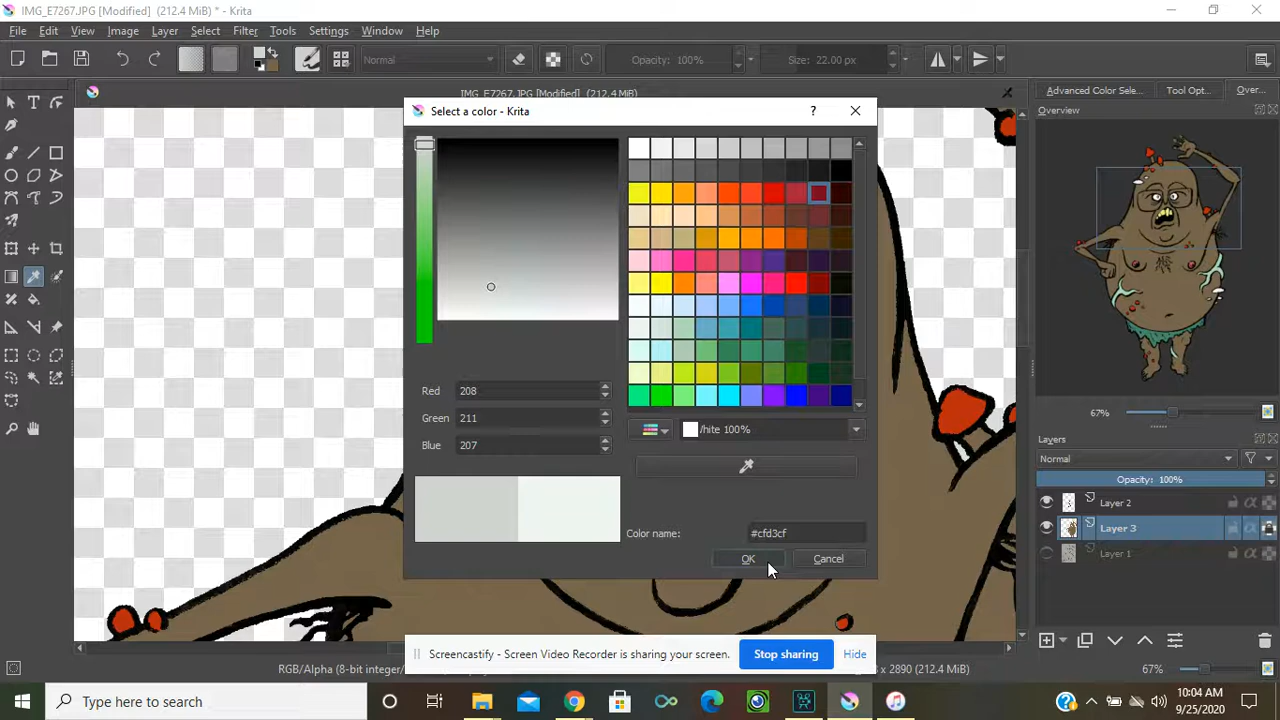 IMG_E7267.JPG [Modified] (212.4 MiB) * - Krita
File Edit View Image Layer Select Filter Tools Settings Window Help
Normal Opacity: 100% Size: 22.00 px
IMG_E7267.JPG [Modified] (212.4 MiB)
Advanced Color Sele... Tool Opt... Over...
Select a color - Krita
Overview
Red 208
Green 211
Blue 207
/hite 100%
Color name: #cfd3cf
OK Cancel
67%
Layers
Normal
Opacity: 100%
Layer 2
Layer 3
Layer 1
Screencastify - Screen Video Recorder is sharing your screen. Stop sharing Hide
RGB/Alpha (8-bit integer/ x 2890 (212.4 MiB) 67%
Type here to search
10:04 AM
9/25/2020